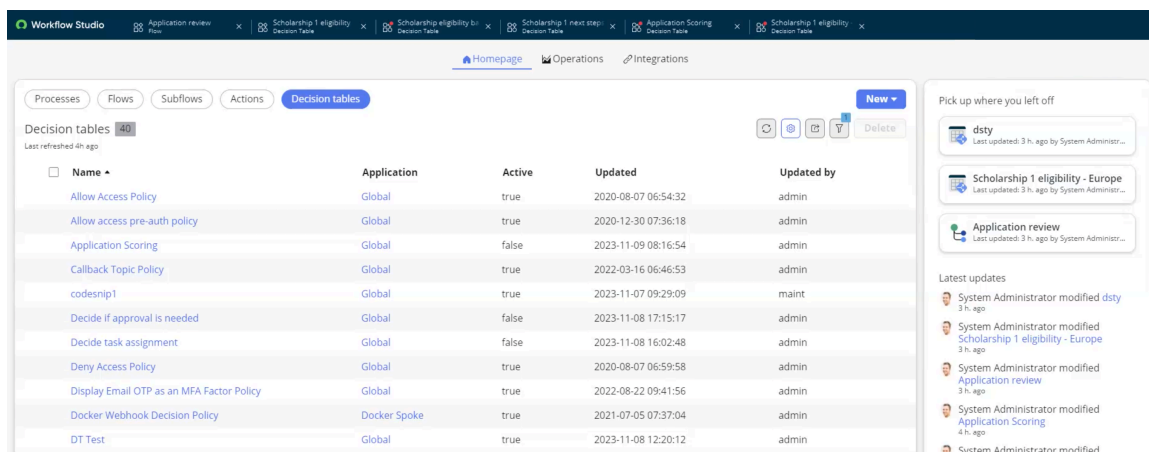 Workflow Studio
Application review
Flow
Scholarship 1 eligibility
Decision Table
Scholarship eligibility ba
Decision Table
Scholarship 1 next step
Decision Table
Application Scoring
Decision Table
Scholarship 1 eligibility
Decision Table
Homepage Operations Integrations
Processes Flows Subflows Actions Decision tables New
Decision tables 40
1
Delete
Last refreshed 4h ago
Name Application Active Updated Updated by
Allow Access Policy Global true 2020-08-07 06:54:32 admin
Allow access pre-auth policy Global true 2020-12-30 07:36:18 admin
Application Scoring Global false 2023-11-09 08:16:54 admin
Callback Topic Policy Global true 2022-03-16 06:46:53 admin
codesnip1 Global true 2023-11-07 09:29:09 maint
Decide if approval is needed Global false 2023-11-08 17:15:17 admin
Decide task assignment Global false 2023-11-08 16:02:48 admin
Deny Access Policy Global true 2020-08-07 06:59:58 admin
Display Email OTP as an MFA Factor Policy Global true 2022-08-22 09:41:56 admin
Docker Webhook Decision Policy Docker Spoke true 2021-07-05 07:37:04 admin
DT Test Global true 2023-11-08 12:20:12 admin
Pick up where you left off
dsty
Last updated: 3 h. ago by System Administr...
Scholarship 1 eligibility - Europe
Last updated: 3 h. ago by System Administr...
Application review
Last updated: 3 h. ago by System Administr...
Latest updates
System Administrator modified dsty
3 h. ago
System Administrator modified
Scholarship 1 eligibility - Europe
3 h. ago
System Administrator modified
Application review
3 h. ago
System Administrator modified
Application Scoring
4 h. ago
System Administrator modified